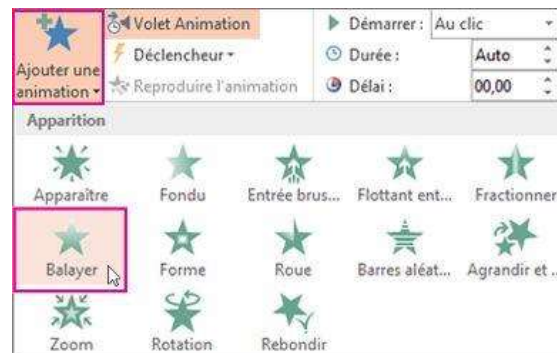 Ajouter une
animation
Volet Animation
Déclencheur
Reproduire l'animation
Démarrer : Au clic
Durée : Auto
Délai : 00,00
Apparition
Apparaître Fondu Entrée brus... Flottant ent... Fractionner
Balayer Forme Roue Barres aléat... Agrandir et ...
Zoom Rotation Rebondir